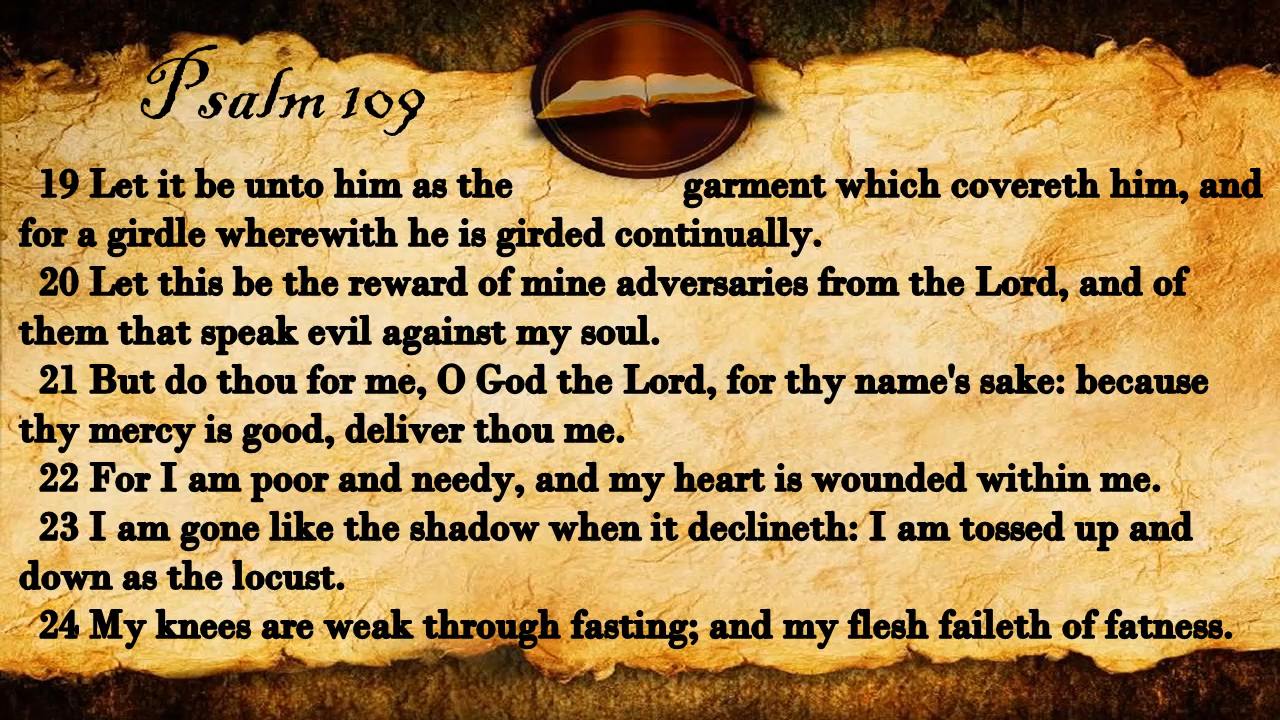 Psalm 109
19 Let it be unto him as the garment which covereth him, and
for a girdle wherewith he is girded continually.
20 Let this be the reward of mine adversaries from the Lord, and of
them that speak evil against my soul.
21 But do thou for me, O God the Lord, for thy name's sake: because
thy mercy is good, deliver thou me.
22 For I am poor and needy, and my heart is wounded within me.
23 I am gone like the shadow when it declineth: I am tossed up and
down as the locust.
24 My knees are weak through fasting; and my flesh faileth of fatness.